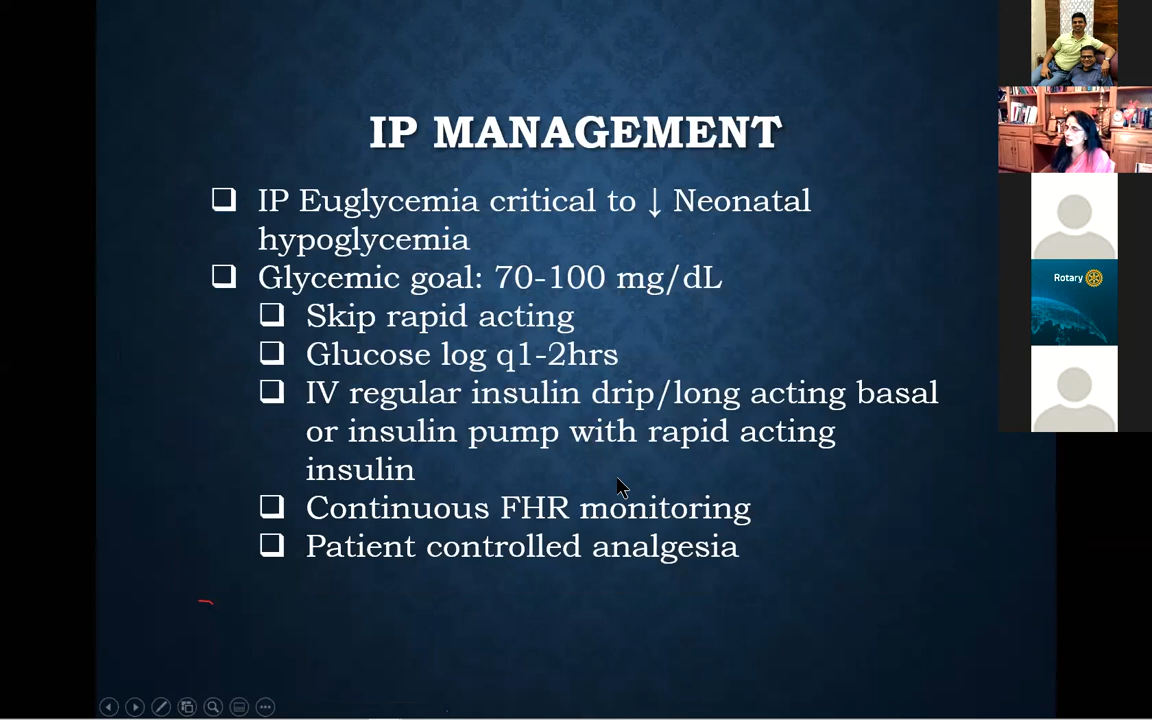 IP MANAGEMENT
IP Euglycemia critical to ↓ Neonatal
hypoglycemia
Glycemic goal: 70-100 mg/dL
Skip rapid acting
Glucose log q1-2hrs
IV regular insulin drip/long acting basal
or insulin pump with rapid acting
insulin
Continuous FHR monitoring
Patient controlled analgesia
Rotary